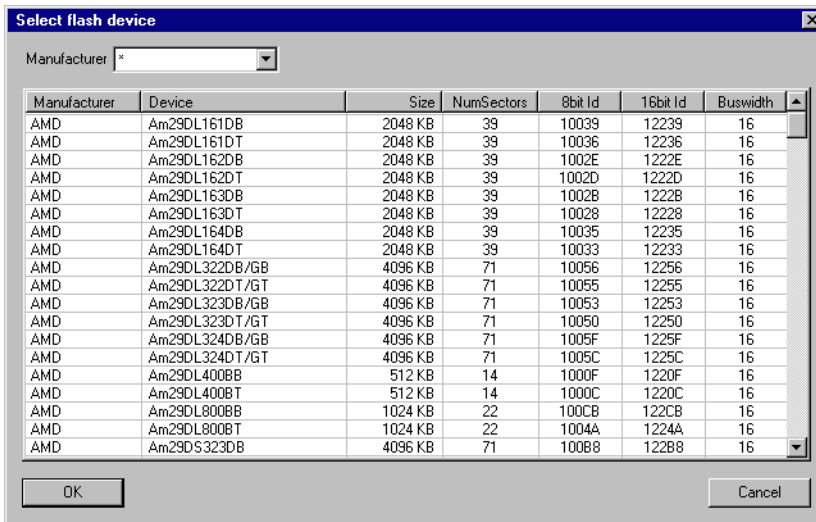 Select flash device
Manufacturer *
Manufacturer Device Size NumSectors 8bit Id 16bit Id Buswidth
AMD Am29DL161DB 2048 KB 39 10039 12239 16
AMD Am29DL161DT 2048 KB 39 10036 12236 16
AMD Am29DL162DB 2048 KB 39 1002E 1222E 16
AMD Am29DL162DT 2048 KB 39 1002D 1222D 16
AMD Am29DL163DB 2048 KB 39 1002B 1222B 16
AMD Am29DL163DT 2048 KB 39 10028 12228 16
AMD Am29DL164DB 2048 KB 39 10035 12235 16
AMD Am29DL164DT 2048 KB 39 10033 12233 16
AMD Am29DL322DB/GB 4096 KB 71 10056 12256 16
AMD Am29DL322DT/GT 4096 KB 71 10055 12255 16
AMD Am29DL323DB/GB 4096 KB 71 10053 12253 16
AMD Am29DL323DT/GT 4096 KB 71 10050 12250 16
AMD Am29DL324DB/GB 4096 KB 71 1005F 1225F 16
AMD Am29DL324DT/GT 4096 KB 71 1005C 1225C 16
AMD Am29DL400BB 512 KB 14 1000F 1220F 16
AMD Am29DL400BT 512 KB 14 1000C 1220C 16
AMD Am29DL800BB 1024 KB 22 100CB 122CB 16
AMD Am29DL800BT 1024 KB 22 1004A 1224A 16
AMD Am29DS323DB 4096 KB 71 100B8 122B8 16
OK Cancel